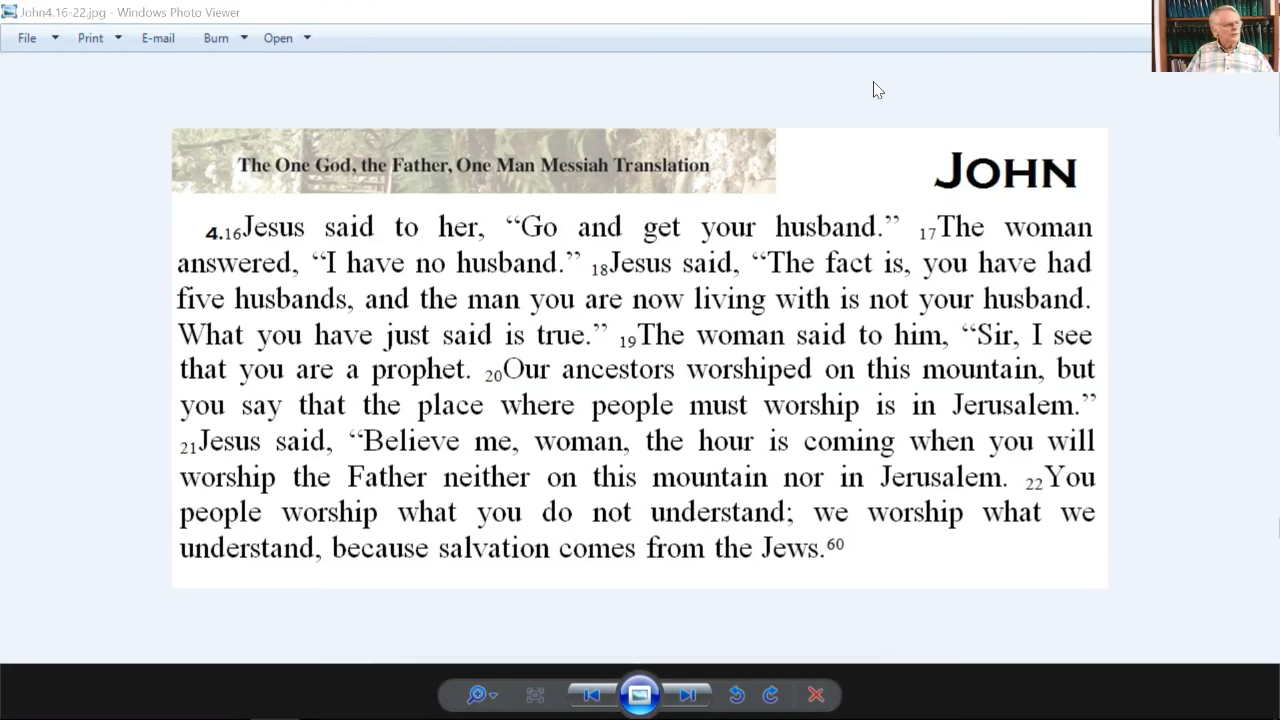 John4.16-22.jpg - Windows Photo Viewer
File Print E-mail Burn Open
The One God, the Father, One Man Messiah Translation
JOHN
4.16Jesus said to her, “Go and get your husband.” 17The woman
answered, “I have no husband.” 18Jesus said, “The fact is, you have had
five husbands, and the man you are now living with is not your husband.
What you have just said is true.” 19The woman said to him, “Sir, I see
that you are a prophet. 20Our ancestors worshiped on this mountain, but
you say that the place where people must worship is in Jerusalem.”
21Jesus said, “Believe me, woman, the hour is coming when you will
worship the Father neither on this mountain nor in Jerusalem. 22You
people worship what you do not understand; we worship what we
understand, because salvation comes from the Jews.60